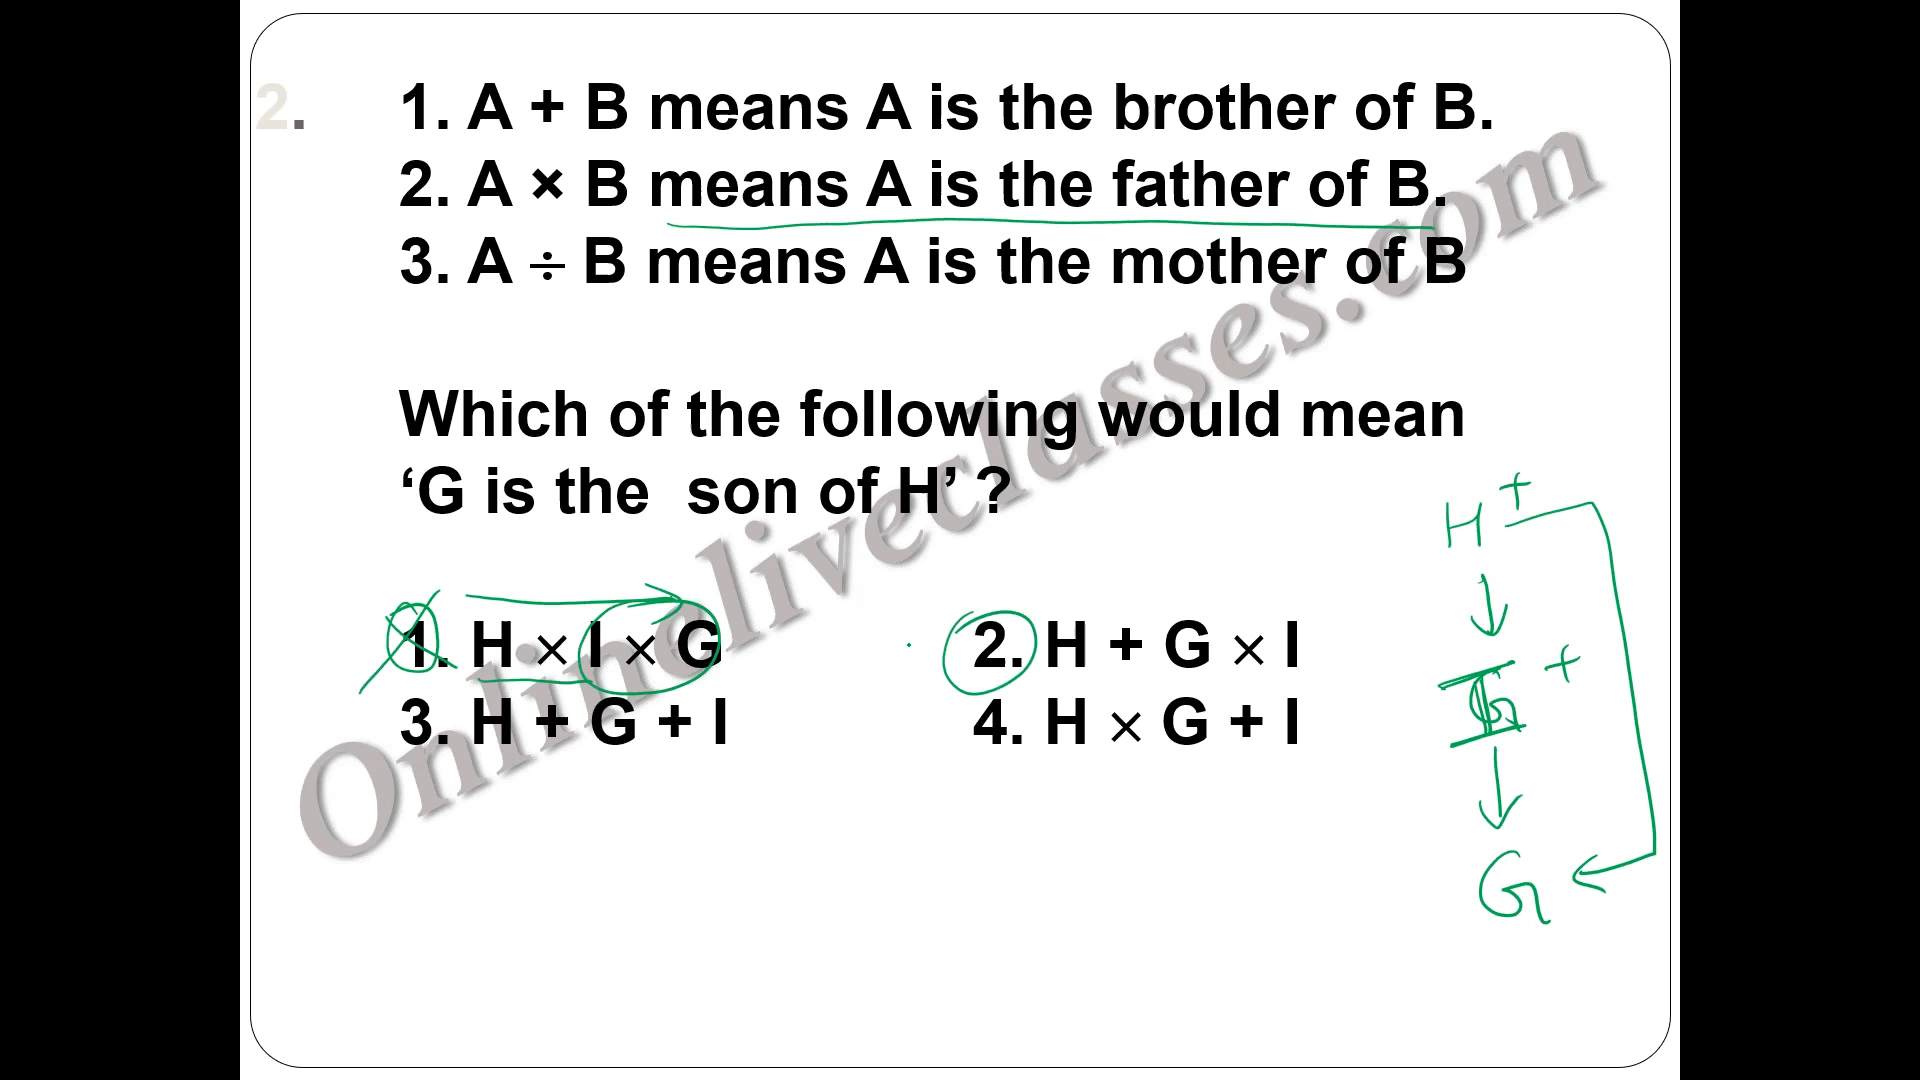 2. 1. A + B means A is the brother of B.
2. A × B means A is the father of B.
3. A ÷ B means A is the mother of B
Which of the following would mean
‘G is the son of H’ ?
1. H × I × G 2. H + G × I
3. H + G + I 4. H × G + I
H +
+
G
Onlineliveclasses.com